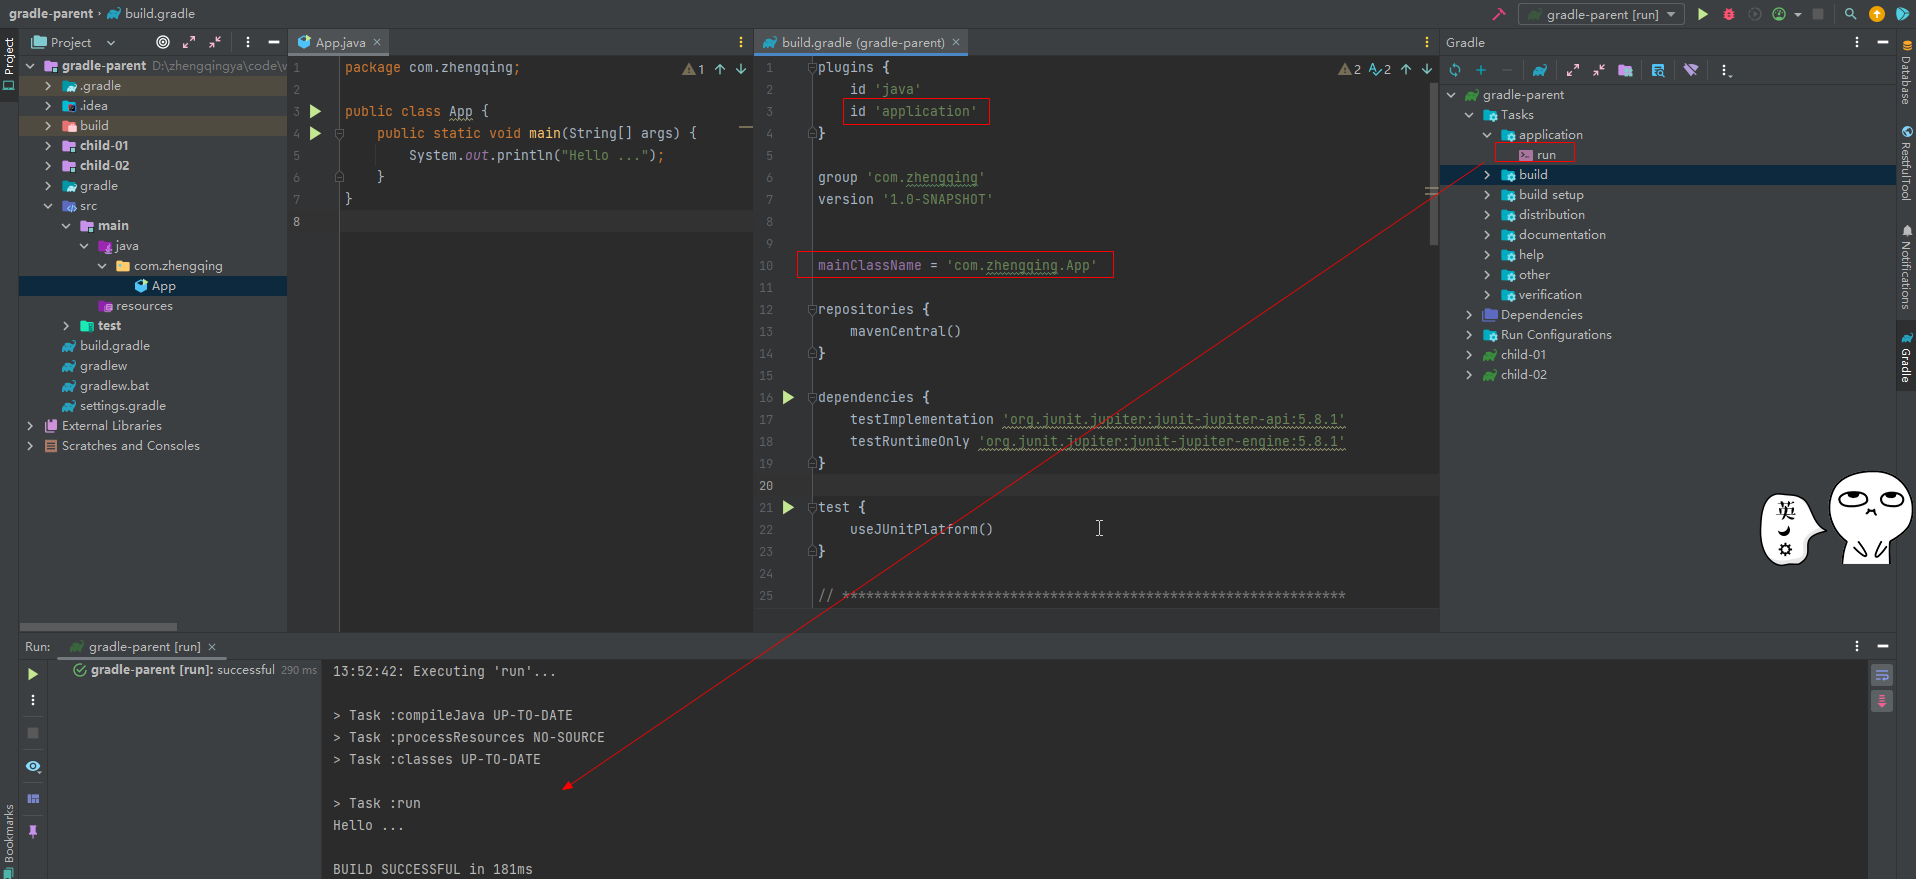 gradle-parent › build.gradle
gradle-parent [run]
Project
App.java
build.gradle (gradle-parent)
Gradle
Project
gradle-parent D:\zhengqingya\code\w
.gradle
.idea
build
child-01
child-02
gradle
src
main
java
com.zhengqing
App
resources
test
build.gradle
gradlew
gradlew.bat
settings.gradle
External Libraries
Scratches and Consoles
Bookmarks
1 package com.zhengqing;
1
2
3 public class App {
4 public static void main(String[] args) {
5 System.out.println("Hello ...");
6 }
7 }
8
1 plugins {
2 2
2 id 'java'
3 id 'application'
4 }
5
6 group 'com.zhengqing'
7 version '1.0-SNAPSHOT'
8
9
10 mainClassName = 'com.zhengqing.App'
11
12 repositories {
13 mavenCentral()
14 }
15
16 dependencies {
17 testImplementation 'org.junit.jupiter:junit-jupiter-api:5.8.1'
18 testRuntimeOnly 'org.junit.jupiter:junit-jupiter-engine:5.8.1'
19 }
20
21 test {
22 useJUnitPlatform()
23 }
24
25 // ***************************************************************
gradle-parent
Tasks
application
run
build
build setup
distribution
documentation
help
other
verification
Dependencies
Run Configurations
child-01
child-02
Database
RestfulTool
Notifications
Gradle
英
Run: gradle-parent [run]
gradle-parent [run]: successful 290 ms
13:52:42: Executing 'run'...
> Task :compileJava UP-TO-DATE
> Task :processResources NO-SOURCE
> Task :classes UP-TO-DATE
> Task :run
Hello ...
BUILD SUCCESSFUL in 181ms